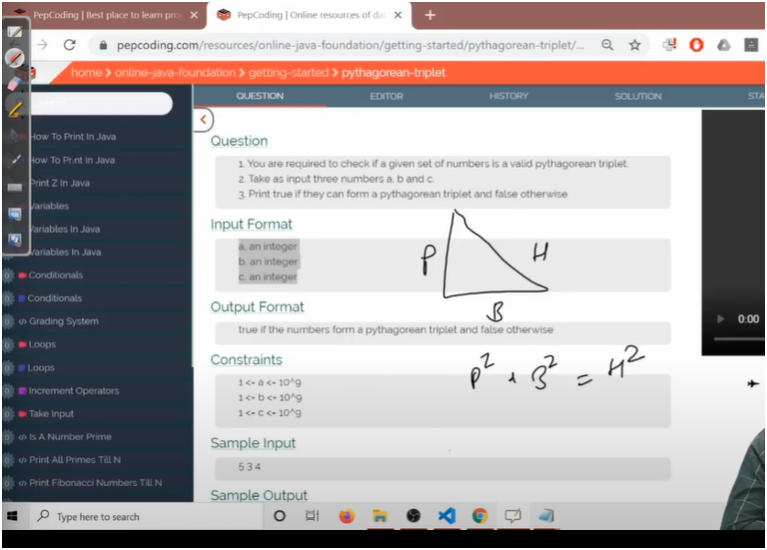 PepCoding | Best place to learn pro
PepCoding | Online resources of dat
pepcoding.com/resources/online-java-foundation/getting-started/pythagorean-triplet/...
home > online-java-foundation > getting-started > pythagorean-triplet
QUESTION EDITOR HISTORY SOLUTION STA
How To Print In Java
How To Print In Java
Print Z In Java
Variables
Variables In Java
Variables In Java
Conditionals
Conditionals
Grading System
Loops
Loops
Increment Operators
Take Input
Is A Number Prime
Print All Primes Till N
Print Fibonacci Numbers Till N
Question
1. You are required to check if a given set of numbers is a valid pythagorean triplet.
2. Take as input three numbers a, b and c.
3. Print true if they can form a pythagorean triplet and false otherwise
Input Format
a, an integer
b, an integer
c, an integer
P
H
B
Output Format
true if the numbers form a pythagorean triplet and false otherwise
Constraints
1 <= a <= 10^9
1 <= b <= 10^9
1 <= c <= 10^9
P² + B² = H²
Sample Input
5 3 4
Sample Output
0:00
Type here to search